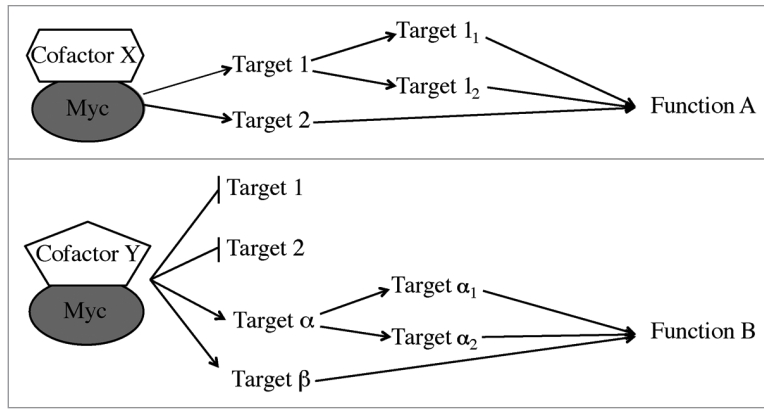 Cofactor X
Myc
Target 1
Target 2
Target 1₁
Target 1₂
Function A
Cofactor Y
Myc
Target 1
Target 2
Target α
Target β
Target α₁
Target α₂
Function B